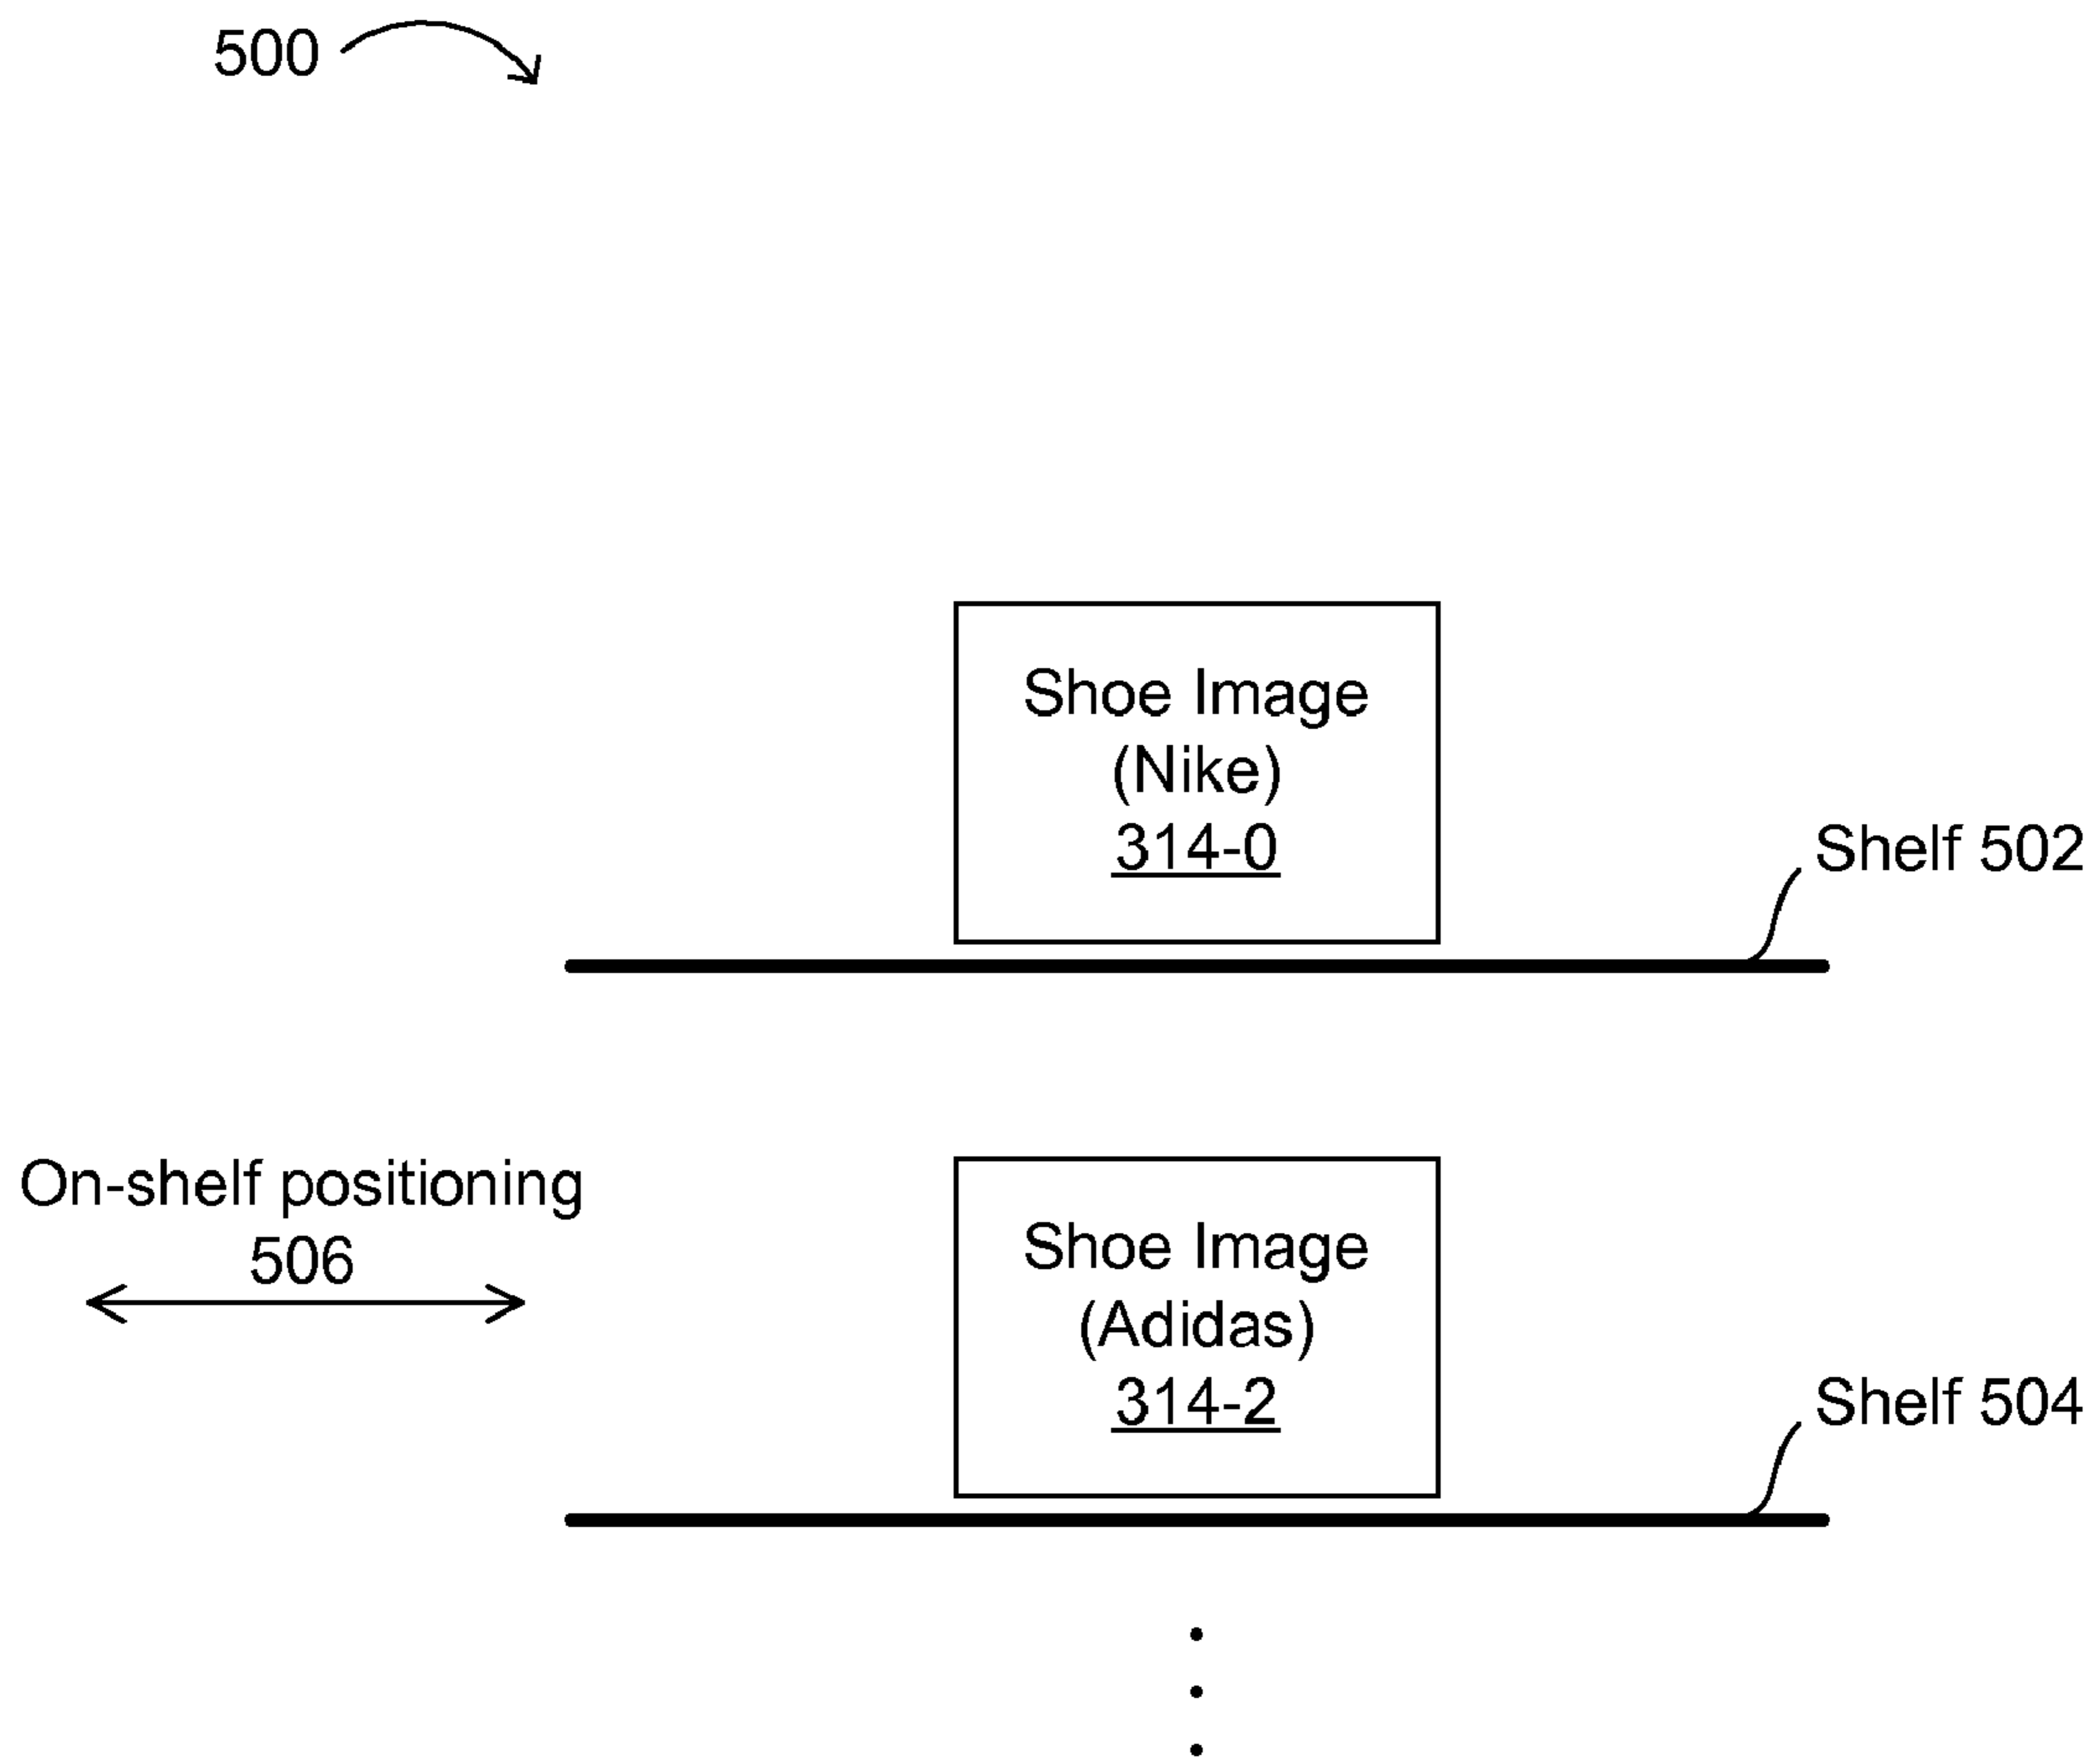 500
Shoe Image
(Nike)
314-0
Shelf 502
On-shelf positioning
506
Shoe Image
(Adidas)
314-2
Shelf 504